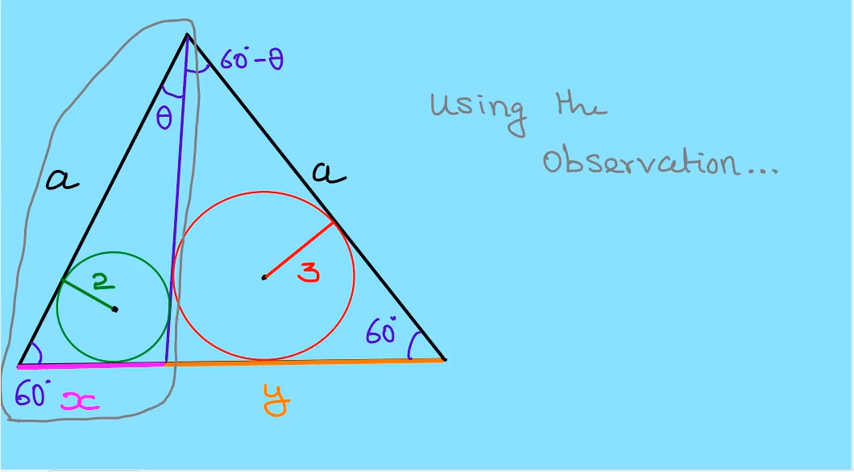 60°-θ
θ
using the
observation...
a
a
2
3
60°
60°
x
y